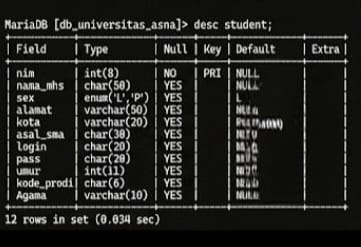 MariaDB [db_universitas_asna]> desc student;
| Field | Type | Null | Key | Default | Extra |
| nim | int(8) | NO | PRI | NULL | |
| nama_mhs | char(50) | YES | | NULL | |
| sex | enum('L','P') | YES | | L | |
| alamat | varchar(50) | YES | | | |
| kota | varchar(20) | YES | | | |
| asal_sma | char(30) | YES | | | |
| login | char(20) | YES | | | |
| pass | char(20) | YES | | | |
| umur | int(11) | YES | | | |
| kode_prodi | char(6) | YES | | | |
| Agama | varchar(10) | YES | | NULL | |
12 rows in set (0.034 sec)